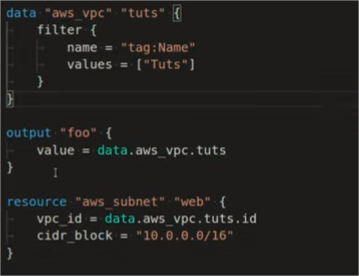 data "aws_vpc" "tuts" {
filter {
name = "tag:Name"
values = ["Tuts"]
}
}
output "foo" {
value = data.aws_vpc.tuts
}
resource "aws_subnet" "web" {
vpc_id = data.aws_vpc.tuts.id
cidr_block = "10.0.0.0/16"
}